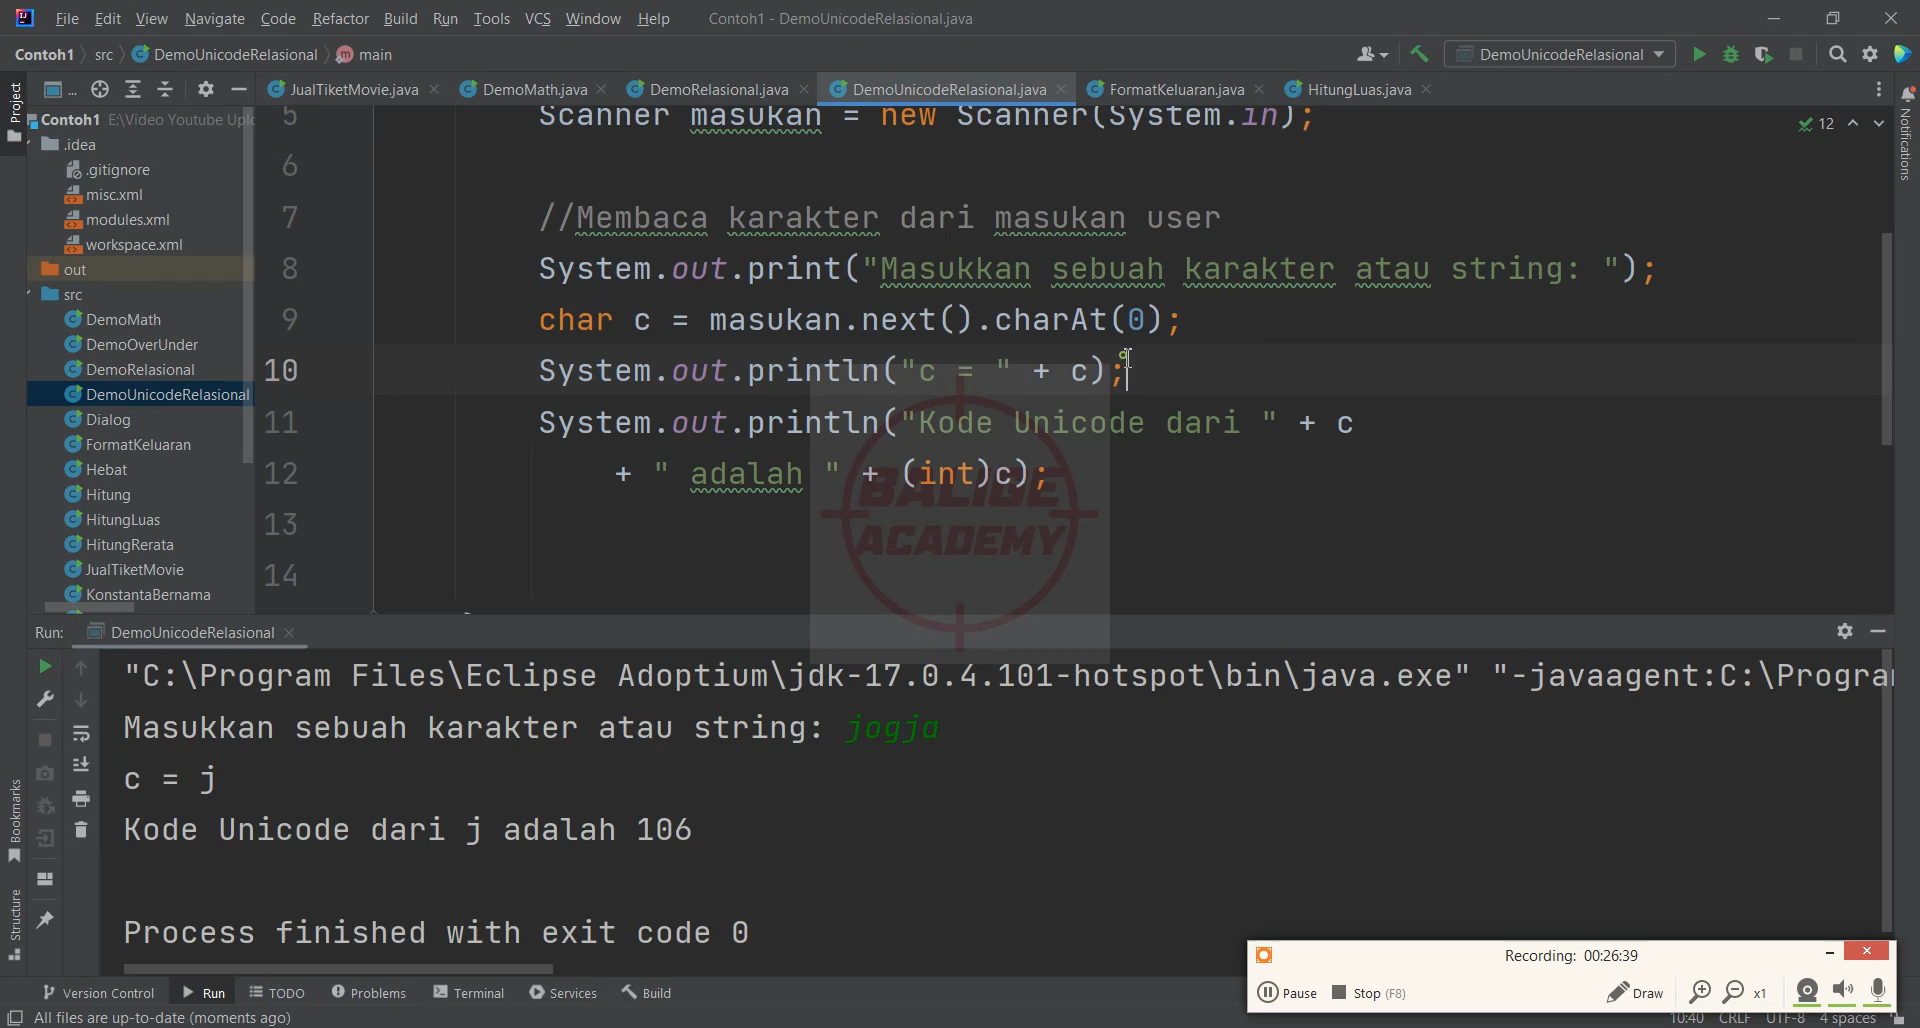 File Edit View Navigate Code Refactor Build Run Tools VCS Window Help Contoh1 - DemoUnicodeRelasional.java
Contoh1 src DemoUnicodeRelasional main
DemoUnicodeRelasional
Project
...
JualTiketMovie.java
DemoMath.java
DemoRelasional.java
DemoUnicodeRelasional.java
FormatKeluaran.java
HitungLuas.java
Notifications
Contoh1 E:\Video Youtube Uplo
.idea
.gitignore
misc.xml
modules.xml
workspace.xml
out
src
DemoMath
DemoOverUnder
DemoRelasional
DemoUnicodeRelasional
Dialog
FormatKeluaran
Hebat
Hitung
HitungLuas
HitungRerata
JualTiketMovie
KonstantaBernama
12
5 Scanner masukan = new Scanner(System.in);
6
7 //Membaca karakter dari masukan user
8 System.out.print("Masukkan sebuah karakter atau string: ");
9 char c = masukan.next().charAt(0);
10 System.out.println("c = " + c);
11 System.out.println("Kode Unicode dari " + c
12 + " adalah " + (int)c);
13
14
BALIGE
ACADEMY
Run: DemoUnicodeRelasional
"C:\Program Files\Eclipse Adoptium\jdk-17.0.4.101-hotspot\bin\java.exe" "-javaagent:C:\Program
Masukkan sebuah karakter atau string: jogja
c = j
Kode Unicode dari j adalah 106
Process finished with exit code 0
Bookmarks
Structure
Recording: 00:26:39
Pause Stop (F8) Draw x1
Version Control Run TODO Problems Terminal Services Build
All files are up-to-date (moments ago)
10:40 CRLF UTF-8 4 spaces